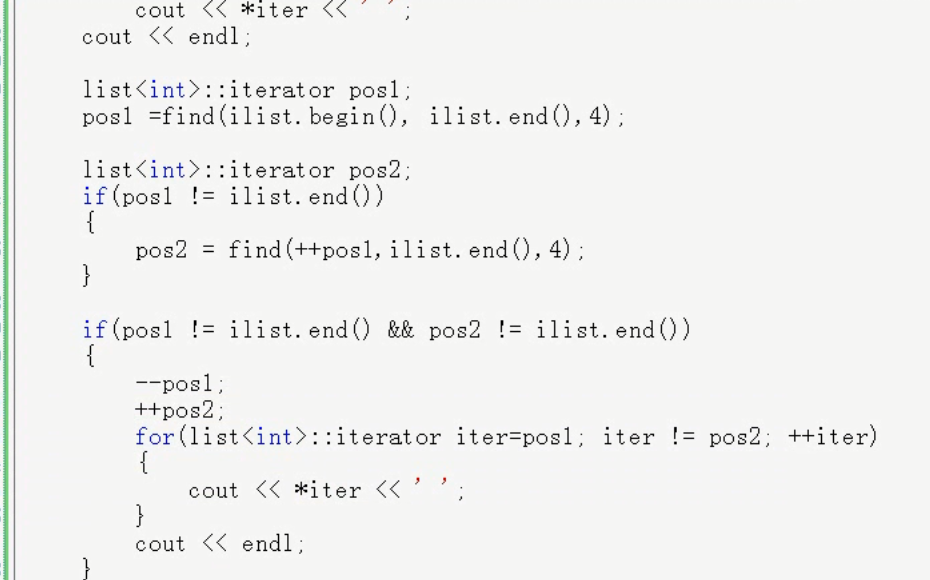 cout << *iter << ' ';
cout << endl;
list<int>::iterator pos1;
pos1 =find(ilist.begin(), ilist.end(),4);
list<int>::iterator pos2;
if(pos1 != ilist.end())
{
pos2 = find(++pos1,ilist.end(),4);
}
if(pos1 != ilist.end() && pos2 != ilist.end())
{
--pos1;
++pos2;
for(list<int>::iterator iter=pos1; iter != pos2; ++iter)
{
cout << *iter << ' ';
}
cout << endl;
}